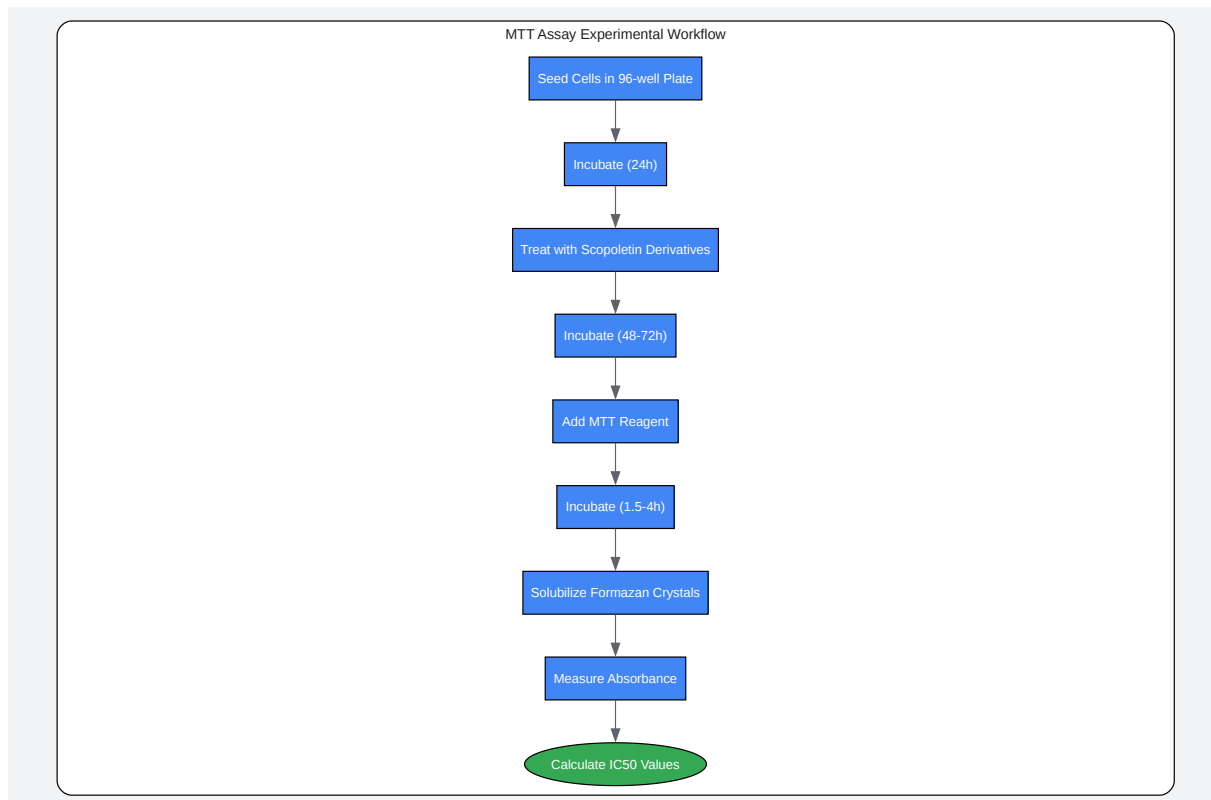 MTT Assay Experimental Workflow
Seed Cells in 96-well Plate
Incubate (24h)
Treat with Scopoletin Derivatives
Incubate (48-72h)
Add MTT Reagent
Incubate (1.5-4h)
Solubilize Formazan Crystals
Measure Absorbance
Calculate IC50 Values